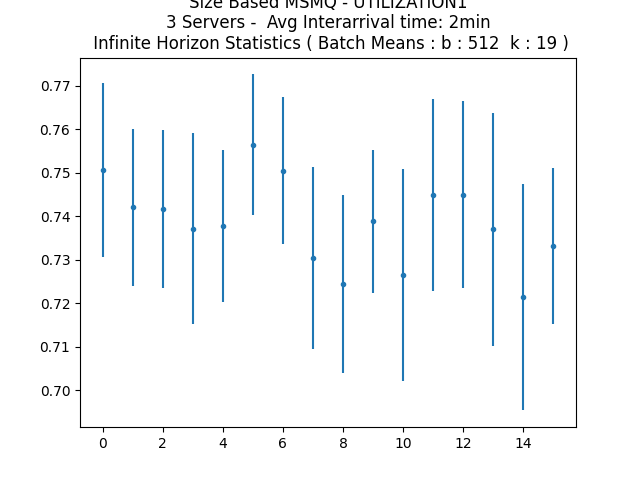 Size Based MSMQ - UTILIZATION1
3 Servers -  Avg Interarrival time: 2min
Infinite Horizon Statistics ( Batch Means : b : 512  k : 19 )
0.77
0.76
0.75
0.74
0.73
0.72
0.71
0.70
0 2 4 6 8 10 12 14